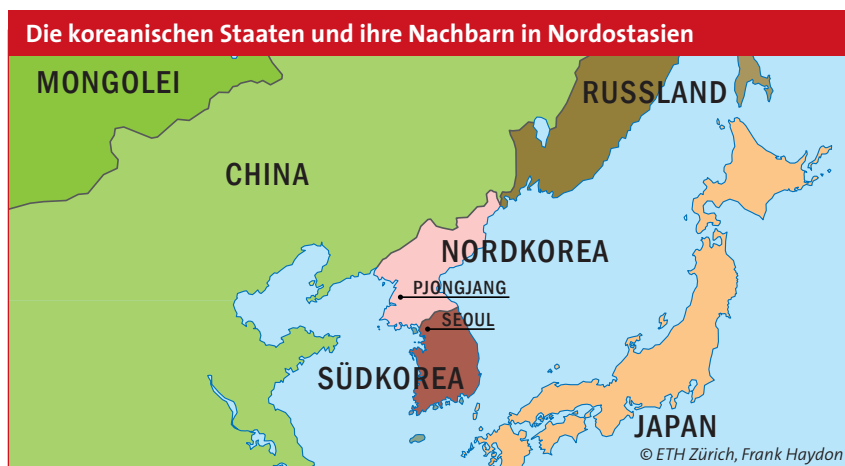 Die koreanischen Staaten und ihre Nachbarn in Nordostasien
MONGOLEI
RUSSLAND
CHINA
NORDKOREA
PJONGJANG
SEOUL
SÜDKOREA
JAPAN
© ETH Zürich, Frank Haydon